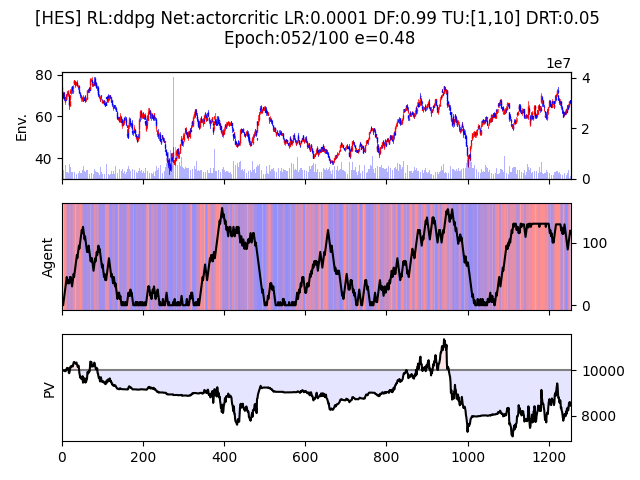 [HES] RL:ddpg Net:actorcritic LR:0.0001 DF:0.99 TU:[1,10] DRT:0.05
Epoch:052/100 e=0.48
1e7
Env.
80
60
40
4
2
0
Agent
100
0
PV
10000
8000
0 200 400 600 800 1000 1200